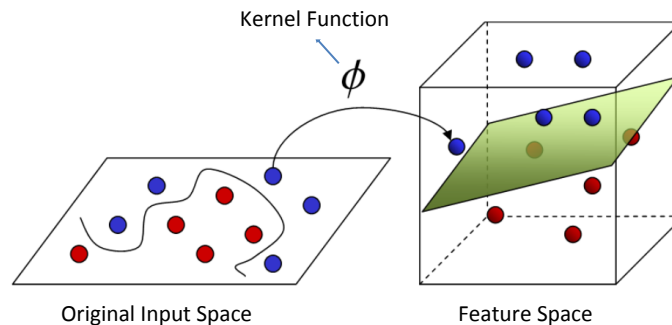 Kernel Function
ϕ
Original Input Space
Feature Space